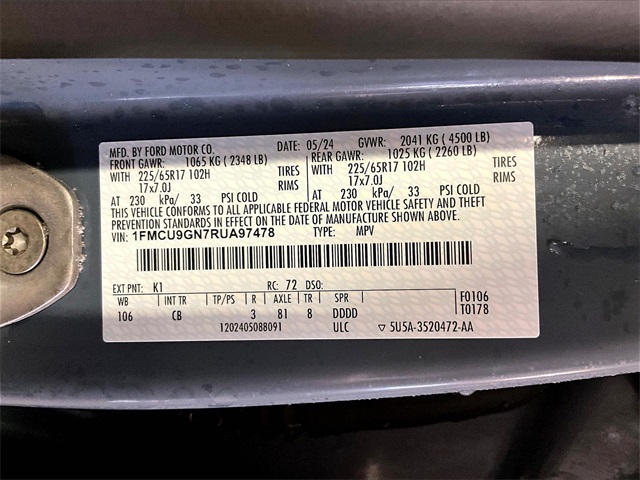 MFD. BY FORD MOTOR CO. DATE: 05/24 GVWR: 2041 KG ( 4500 LB)
FRONT GAWR: 1065 KG ( 2348 LB) REAR GAWR: 1025 KG ( 2260 LB)
WITH 225/65R17 102H TIRES WITH 225/65R17 102H TIRES
17x7.0J RIMS 17x7.0J RIMS
AT 230 kPa/ 33 PSI COLD AT 230 kPa/ 33 PSI COLD
THIS VEHICLE CONFORMS TO ALL APPLICABLE FEDERAL MOTOR VEHICLE SAFETY AND THEFT
PREVENTION STANDARDS IN EFFECT ON THE DATE OF MANUFACTURE SHOWN ABOVE.
VIN: 1FMCU9GN7RUA97478 TYPE: MPV
EXT PNT: K1 RC: 72 DSO:
WB INT TR TP/PS R AXLE TR SPR F0106
106 CB 3 81 8 DDDD T0178
120240508​8091 ULC ▽ 5U5A-3520472-AA